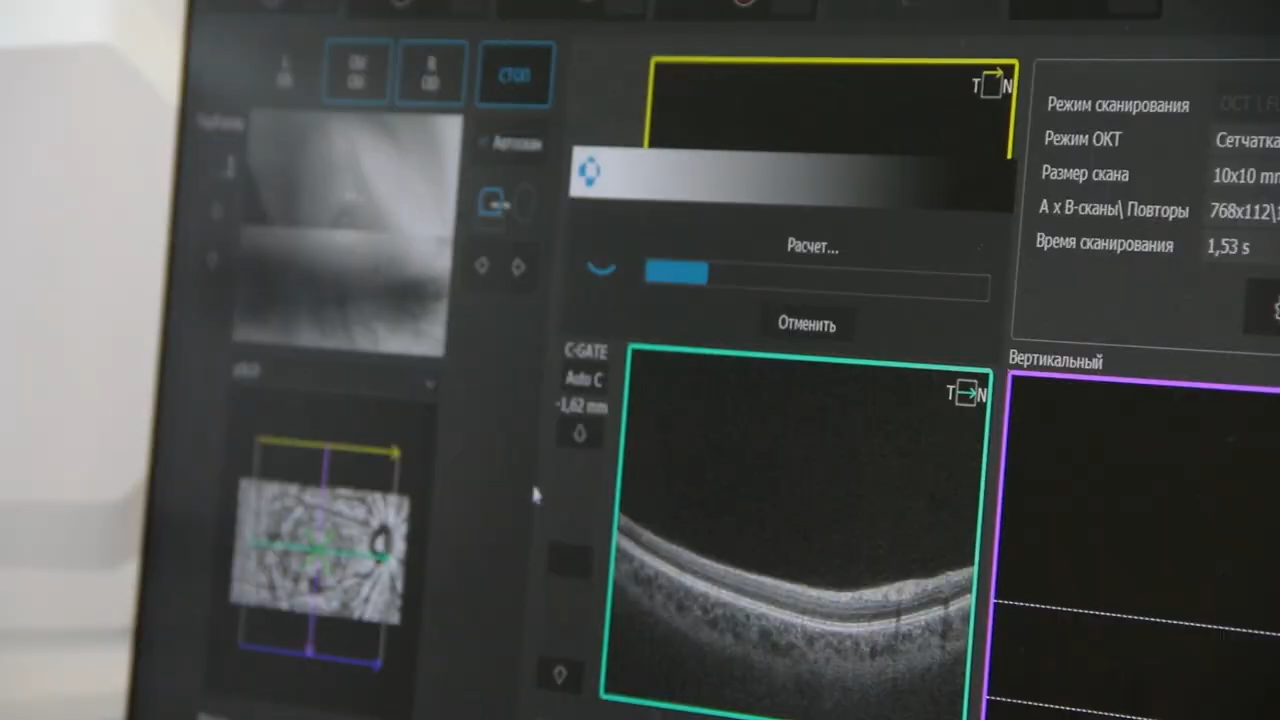 СТОП
T N
Автоскан
Режим сканирования
Режим ОКТ Сетчатка
Размер скана 10x10 mm
А x В-сканы\ Повторы 768x112\
Время сканирования 1,53 s
Расчет...
Отменить
C-GATE
Auto C
-1,62 mm
T N
Вертикальный